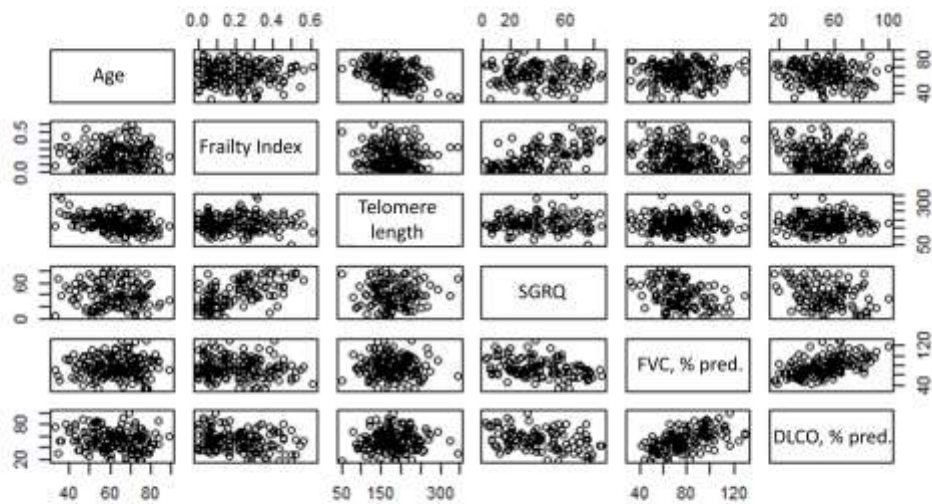 0.0 0.2 0.4 0.6
0 20 60
20 60 100
Age
40 80
0.0 0.5
Frailty Index
Telomere
length
50 300
0 60
SGRQ
FVC, % pred.
40 120
20 80
DLCO, % pred.
40 60 80
50 150 300
40 80 120